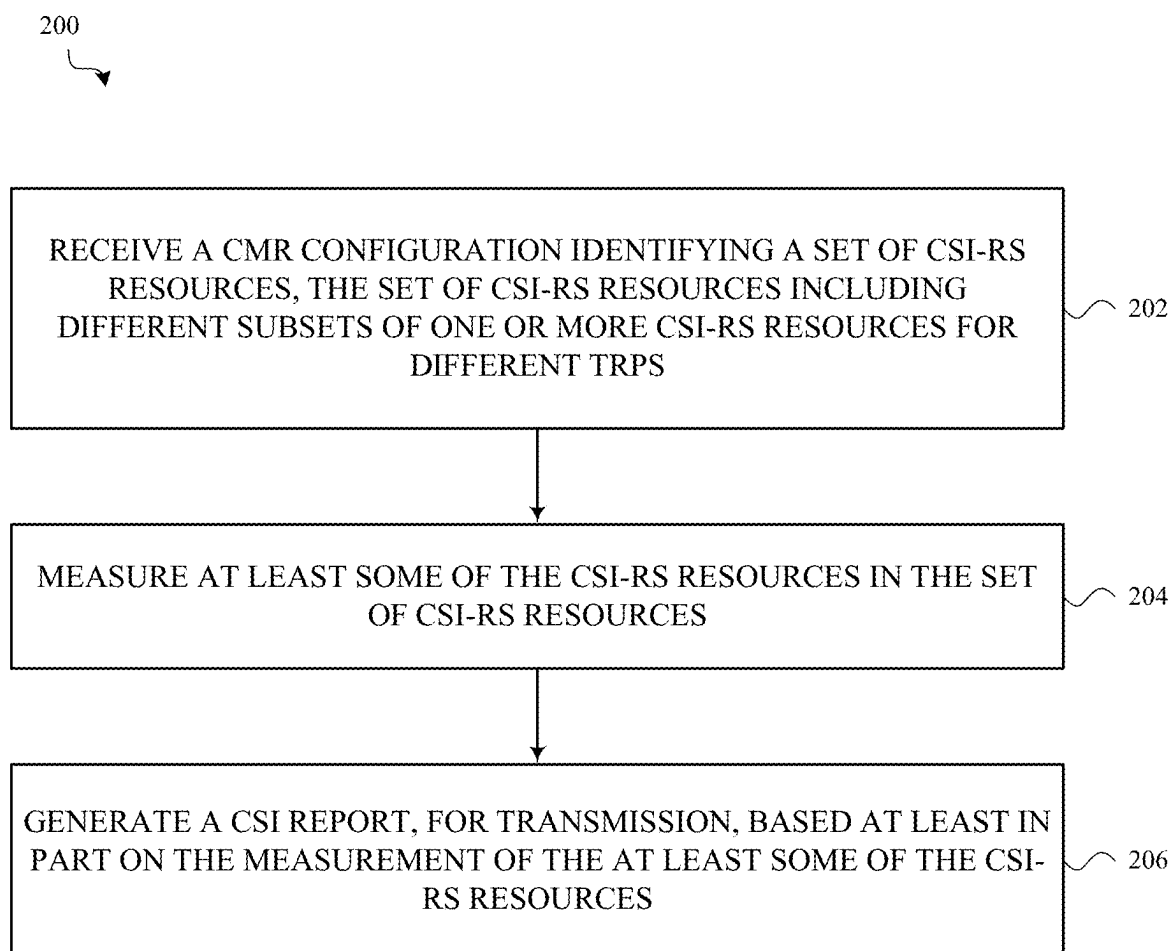 200
RECEIVE A CMR CONFIGURATION IDENTIFYING A SET OF CSI-RS
RESOURCES, THE SET OF CSI-RS RESOURCES INCLUDING
DIFFERENT SUBSETS OF ONE OR MORE CSI-RS RESOURCES FOR
DIFFERENT TRPS
202
MEASURE AT LEAST SOME OF THE CSI-RS RESOURCES IN THE SET
OF CSI-RS RESOURCES
204
GENERATE A CSI REPORT, FOR TRANSMISSION, BASED AT LEAST IN
PART ON THE MEASUREMENT OF THE AT LEAST SOME OF THE CSI-
RS RESOURCES
206